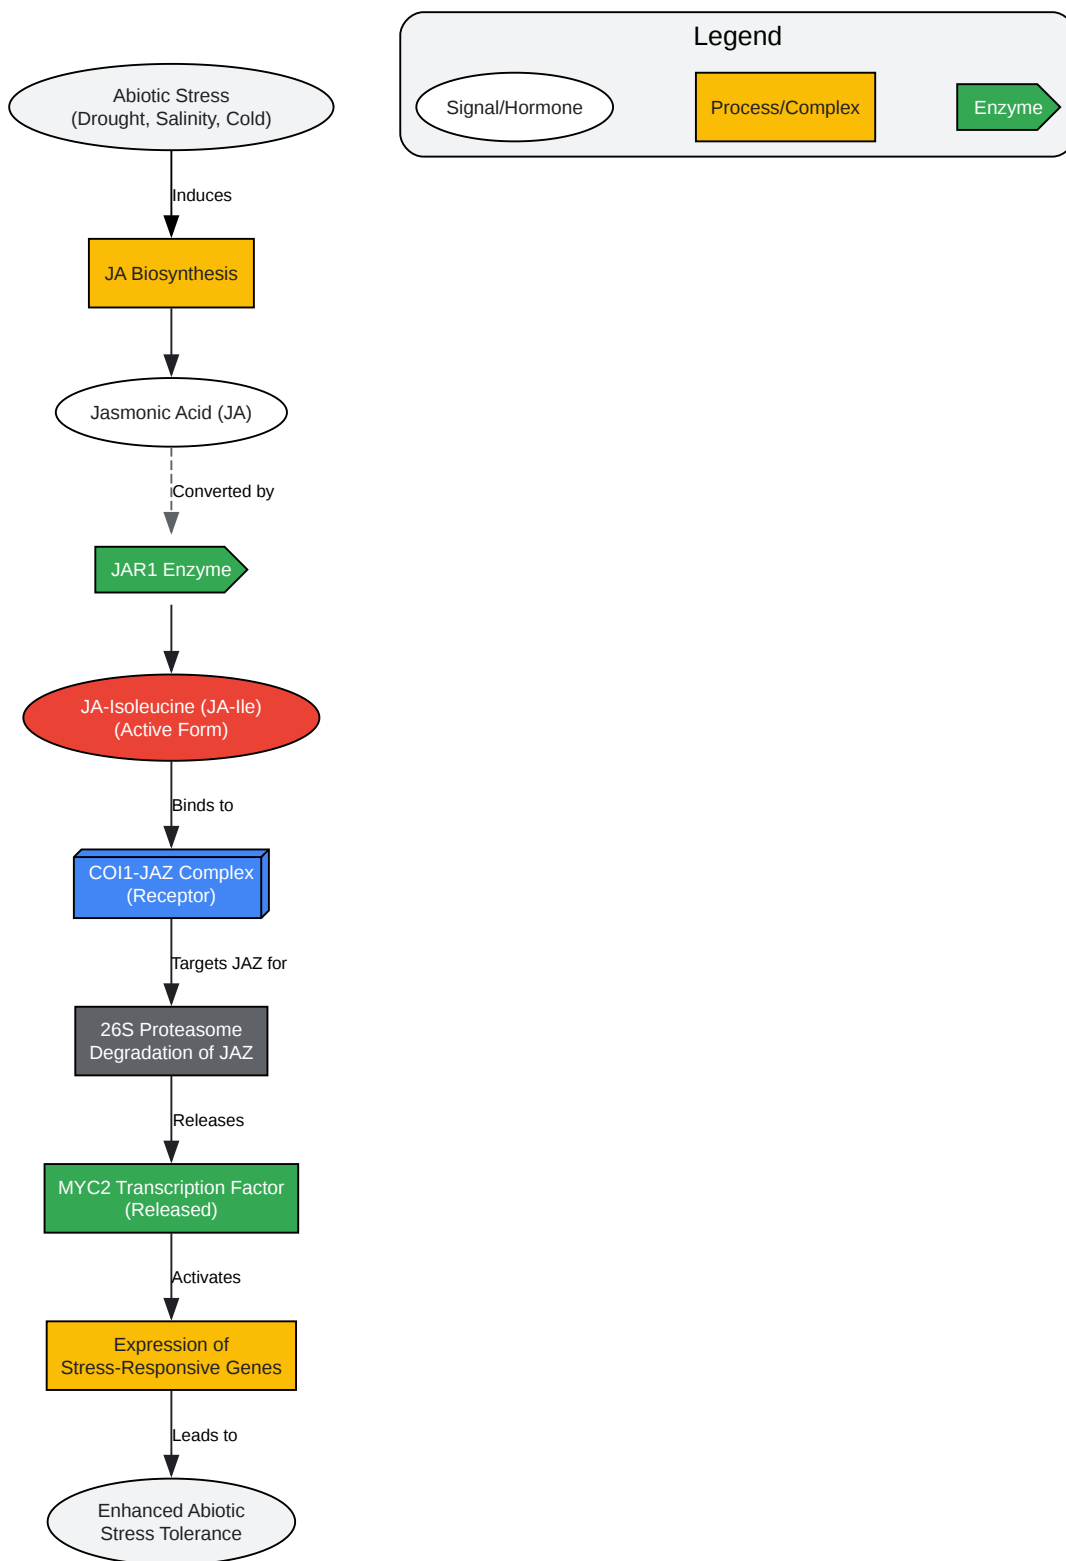 Legend
Signal/Hormone
Process/Complex
Enzyme
Abiotic Stress
(Drought, Salinity, Cold)
Induces
JA Biosynthesis
Jasmonic Acid (JA)
Converted by
JAR1 Enzyme
JA-Isoleucine (JA-Ile)
(Active Form)
Binds to
COI1-JAZ Complex
(Receptor)
Targets JAZ for
26S Proteasome
Degradation of JAZ
Releases
MYC2 Transcription Factor
(Released)
Activates
Expression of
Stress-Responsive Genes
Leads to
Enhanced Abiotic
Stress Tolerance